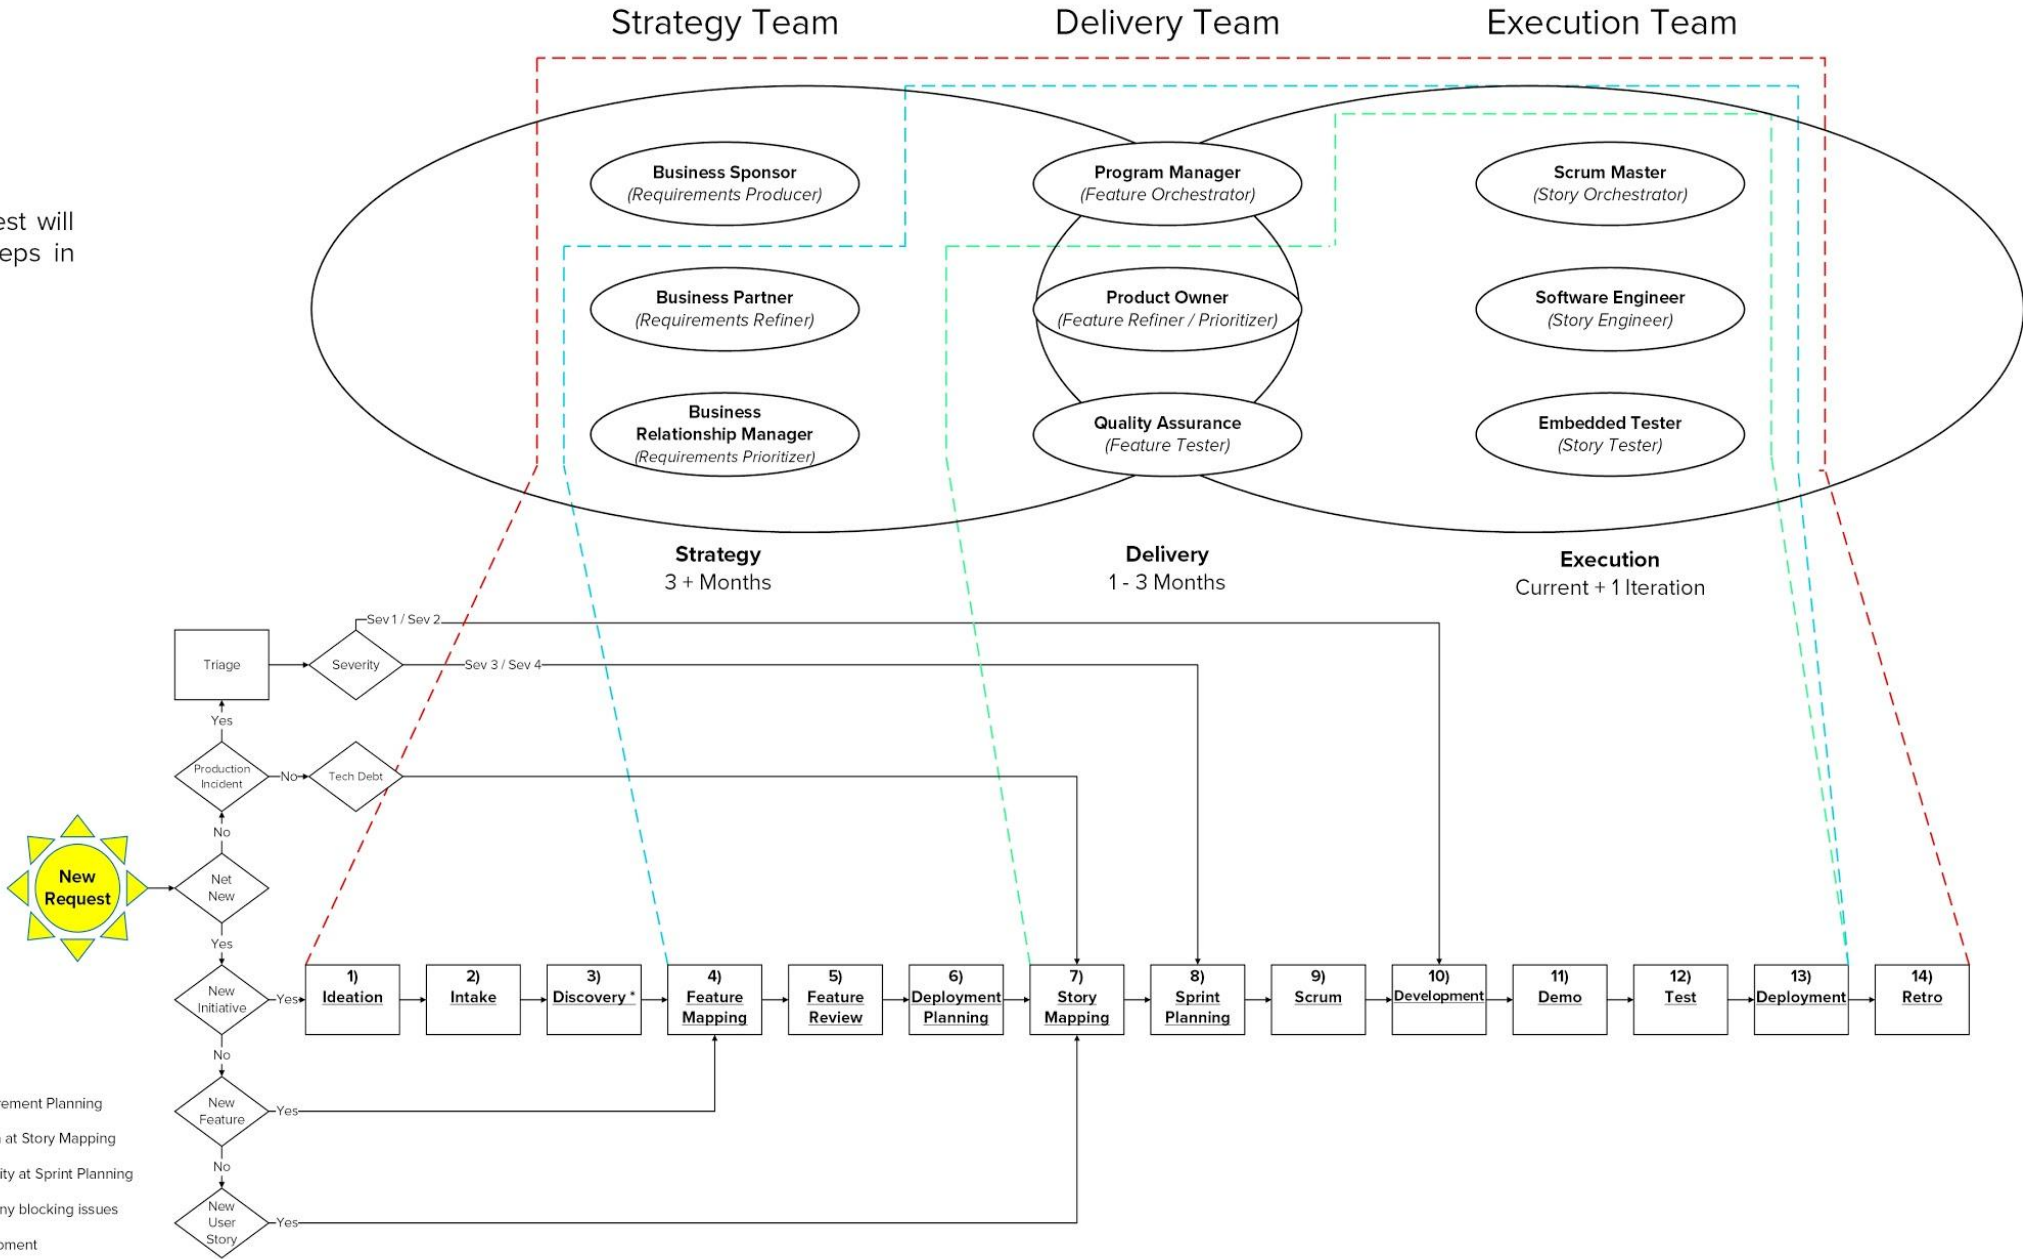 Strategy Team
Delivery Team
Execution Team
est will
eps in
Business Sponsor
(Requirements Producer)
Program Manager
(Feature Orchestrator)
Scrum Master
(Story Orchestrator)
Business Partner
(Requirements Refiner)
Product Owner
(Feature Refiner / Prioritizer)
Software Engineer
(Story Engineer)
Business
Relationship Manager
(Requirements Prioritizer)
Quality Assurance
(Feature Tester)
Embedded Tester
(Story Tester)
Strategy
3 + Months
Delivery
1 - 3 Months
Execution
Current + 1 Iteration
Sev 1 / Sev 2
Triage
Severity
Sev 3 / Sev 4
Yes
Production
Incident
No
Tech Debt
No
New
Request
Net
New
Yes
New
Initiative
Yes
1)
Ideation
2)
Intake
3)
Discovery *
4)
Feature
Mapping
5)
Feature
Review
6)
Deployment
Planning
7)
Story
Mapping
8)
Sprint
Planning
9)
Scrum
10)
Development
11)
Demo
12)
Test
13)
Deployment
14)
Retro
No
New
Feature
Yes
No
New
User
Story
Yes
rement Planning
at Story Mapping
ity at Sprint Planning
ny blocking issues
pment